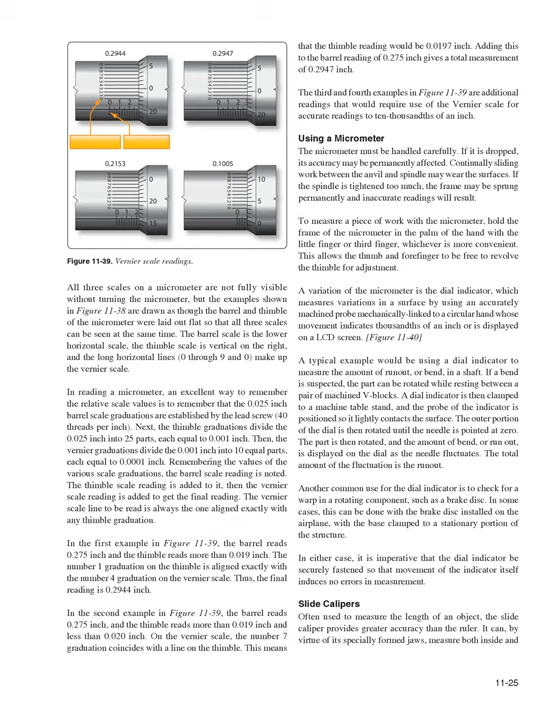 0.2944
0.2947
5
0
20
5
0
20
0 1 2
0.2153
0.1005
0
20
15
0 1 2
10
5
0
Figure 11-39. Vernier scale readings.
All three scales on a micrometer are not fully visible
without turning the micrometer, but the examples shown
in Figure 11-38 are drawn as though the barrel and thimble
of the micrometer were laid out flat so that all three scales
can be seen at the same time. The barrel scale is the lower
horizontal scale, the thimble scale is vertical on the right,
and the long horizontal lines (0 through 9 and 0) make up
the vernier scale.
In reading a micrometer, an excellent way to remember
the relative scale values is to remember that the 0.025 inch
barrel scale graduations are established by the lead screw (40
threads per inch). Next, the thimble graduations divide the
0.025 inch into 25 parts, each equal to 0.001 inch. Then, the
vernier graduations divide the 0.001 inch into 10 equal parts,
each equal to 0.0001 inch. Remembering the values of the
various scale graduations, the barrel scale reading is noted.
The thimble scale reading is added to it, then the vernier
scale reading is added to get the final reading. The vernier
scale line to be read is always the one aligned exactly with
any thimble graduation.
In the first example in Figure 11-39, the barrel reads
0.275 inch and the thimble reads more than 0.019 inch. The
number 1 graduation on the thimble is aligned exactly with
the number 4 graduation on the vernier scale. Thus, the final
reading is 0.2944 inch.
In the second example in Figure 11-39, the barrel reads
0.275 inch, and the thimble reads more than 0.019 inch and
less than 0.020 inch. On the vernier scale, the number 7
graduation coincides with a line on the thimble. This means
that the thimble reading would be 0.0197 inch. Adding this
to the barrel reading of 0.275 inch gives a total measurement
of 0.2947 inch.
The third and fourth examples in Figure 11-39 are additional
readings that would require use of the Vernier scale for
accurate readings to ten-thousandths of an inch.
Using a Micrometer
The micrometer must be handled carefully. If it is dropped,
its accuracy may be permanently affected. Continually sliding
work between the anvil and spindle may wear the surfaces. If
the spindle is tightened too much, the frame may be sprung
permanently and inaccurate readings will result.
To measure a piece of work with the micrometer, hold the
frame of the micrometer in the palm of the hand with the
little finger or third finger, whichever is more convenient.
This allows the thumb and forefinger to be free to revolve
the thimble for adjustment.
A variation of the micrometer is the dial indicator, which
measures variations in a surface by using an accurately
machined probe mechanically-linked to a circular hand whose
movement indicates thousandths of an inch or is displayed
on a LCD screen. [Figure 11-40]
A typical example would be using a dial indicator to
measure the amount of runout, or bend, in a shaft. If a bend
is suspected, the part can be rotated while resting between a
pair of machined V-blocks. A dial indicator is then clamped
to a machine table stand, and the probe of the indicator is
positioned so it lightly contacts the surface. The outer portion
of the dial is then rotated until the needle is pointed at zero.
The part is then rotated, and the amount of bend, or run out,
is displayed on the dial as the needle fluctuates. The total
amount of the fluctuation is the runout.
Another common use for the dial indicator is to check for a
warp in a rotating component, such as a brake disc. In some
cases, this can be done with the brake disc installed on the
airplane, with the base clamped to a stationary portion of
the structure.
In either case, it is imperative that the dial indicator be
securely fastened so that movement of the indicator itself
induces no errors in measurement.
Slide Calipers
Often used to measure the length of an object, the slide
caliper provides greater accuracy than the ruler. It can, by
virtue of its specially formed jaws, measure both inside and
11-25